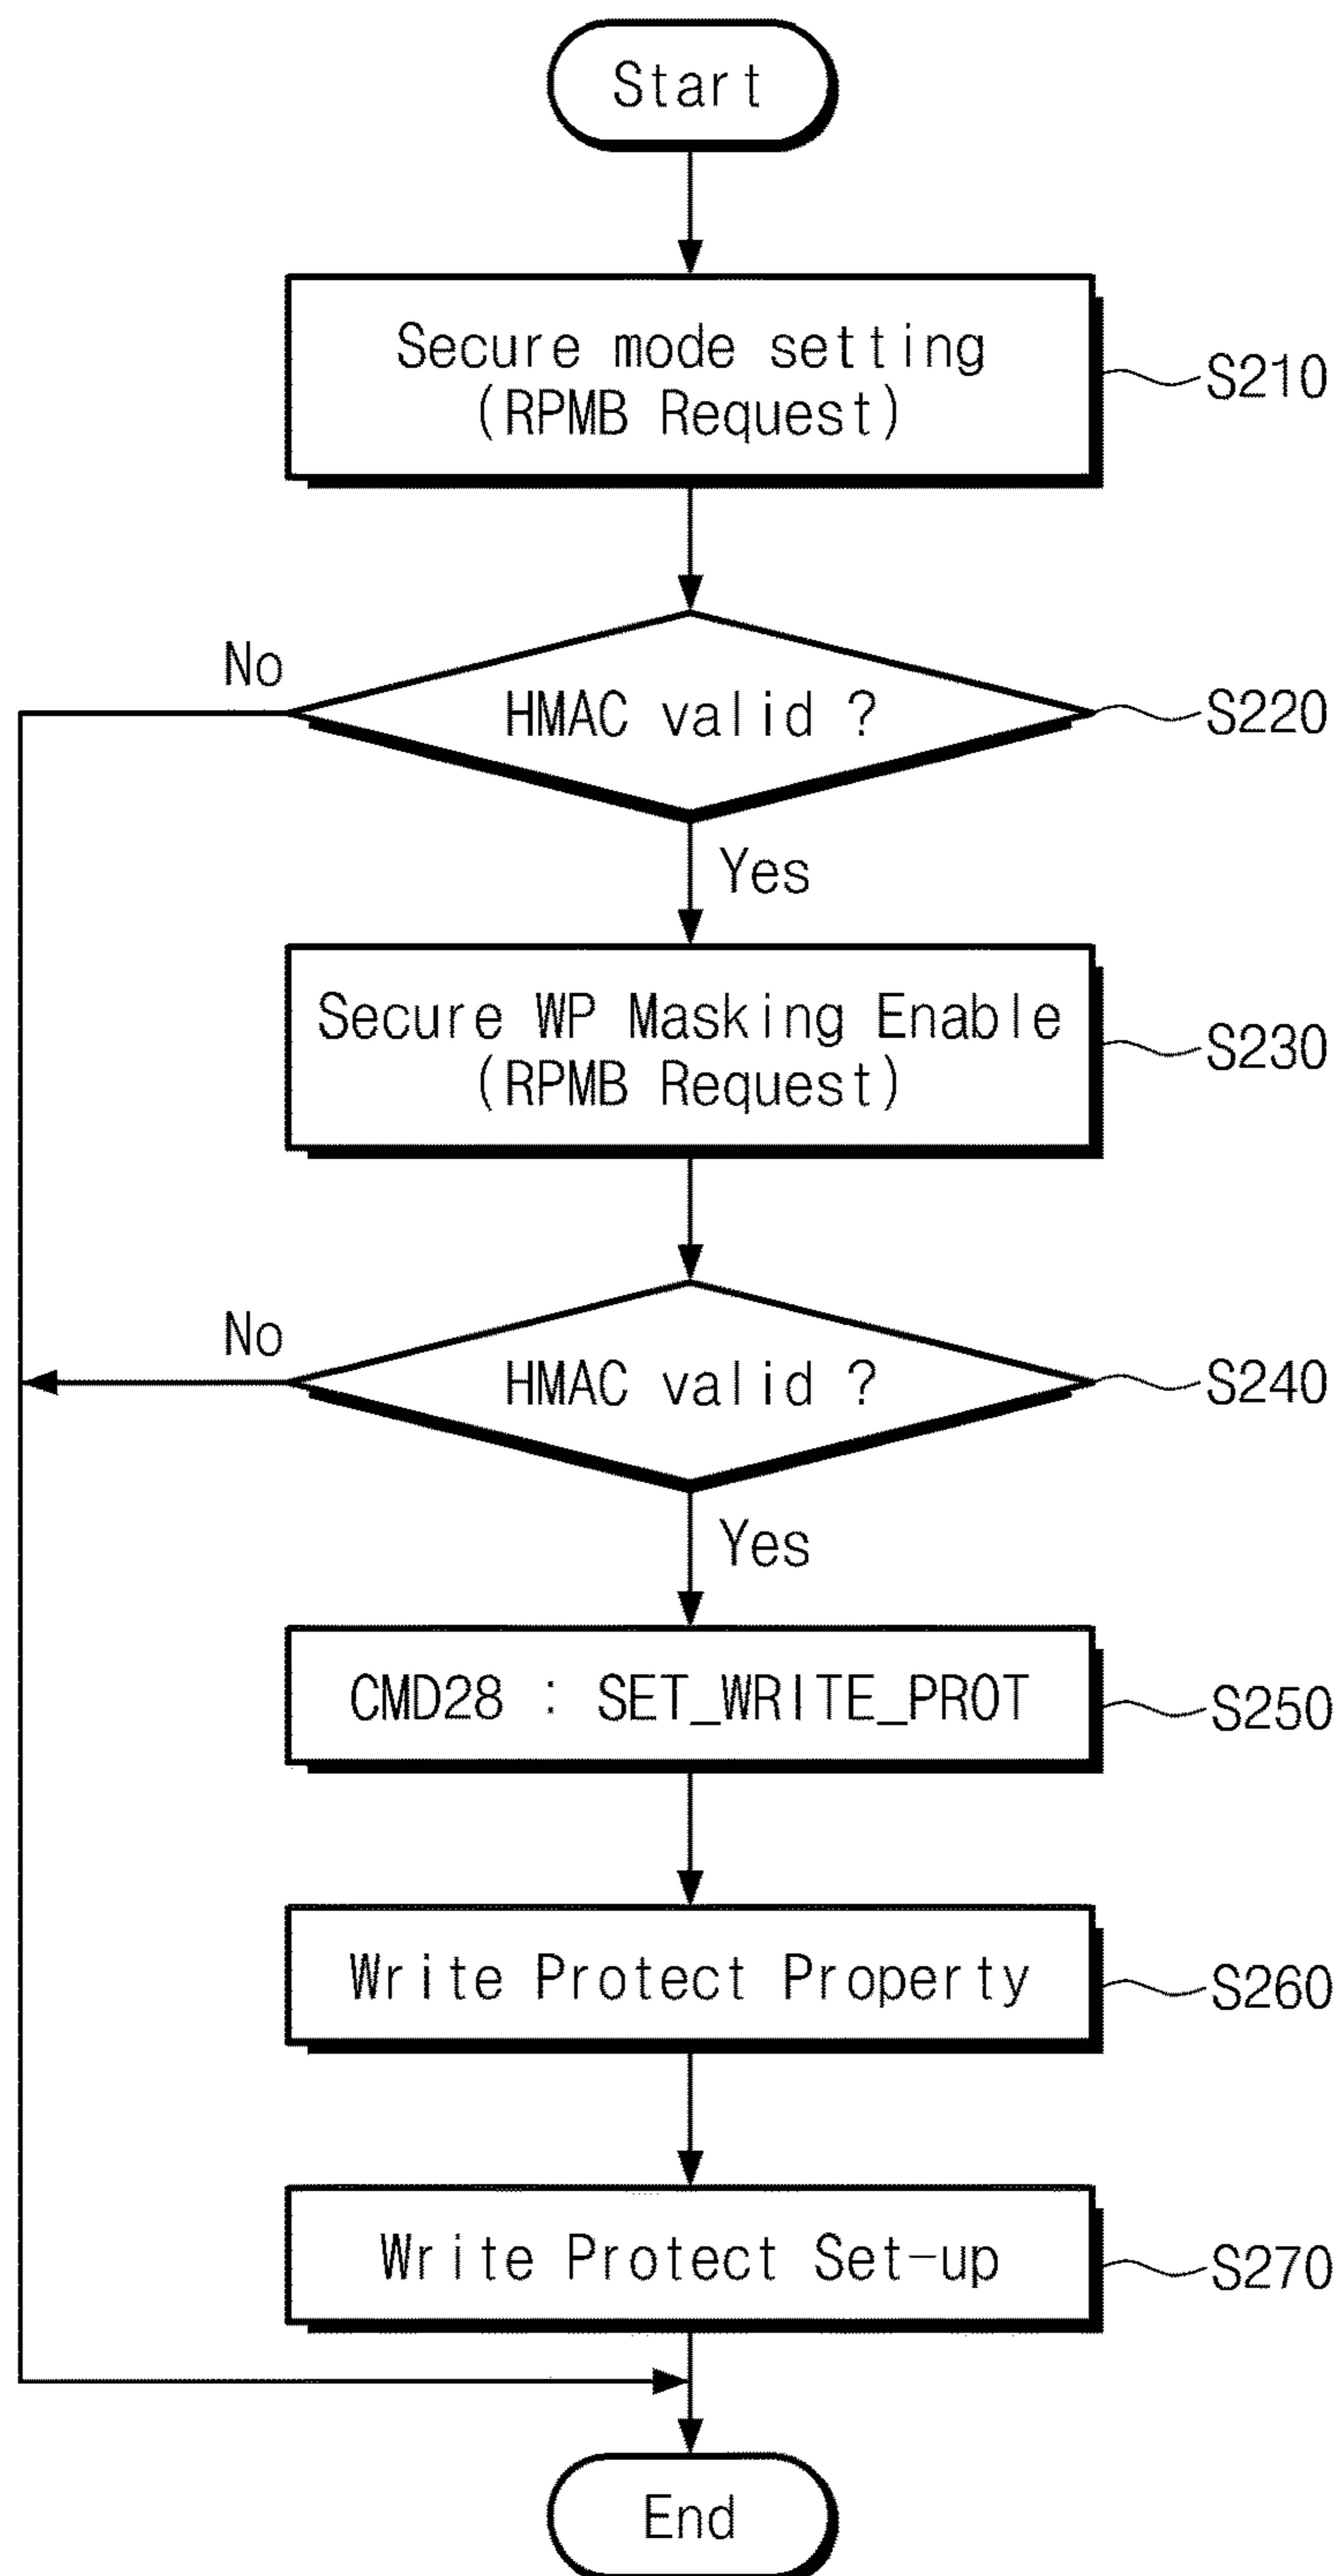 Start
Secure mode setting
(RPMB Request)
S210
No
HMAC valid ?
S220
Yes
Secure WP Masking Enable
(RPMB Request)
S230
No
HMAC valid ?
S240
Yes
CMD28 : SET_WRITE_PROT
S250
Write Protect Property
S260
Write Protect Set-up
S270
End